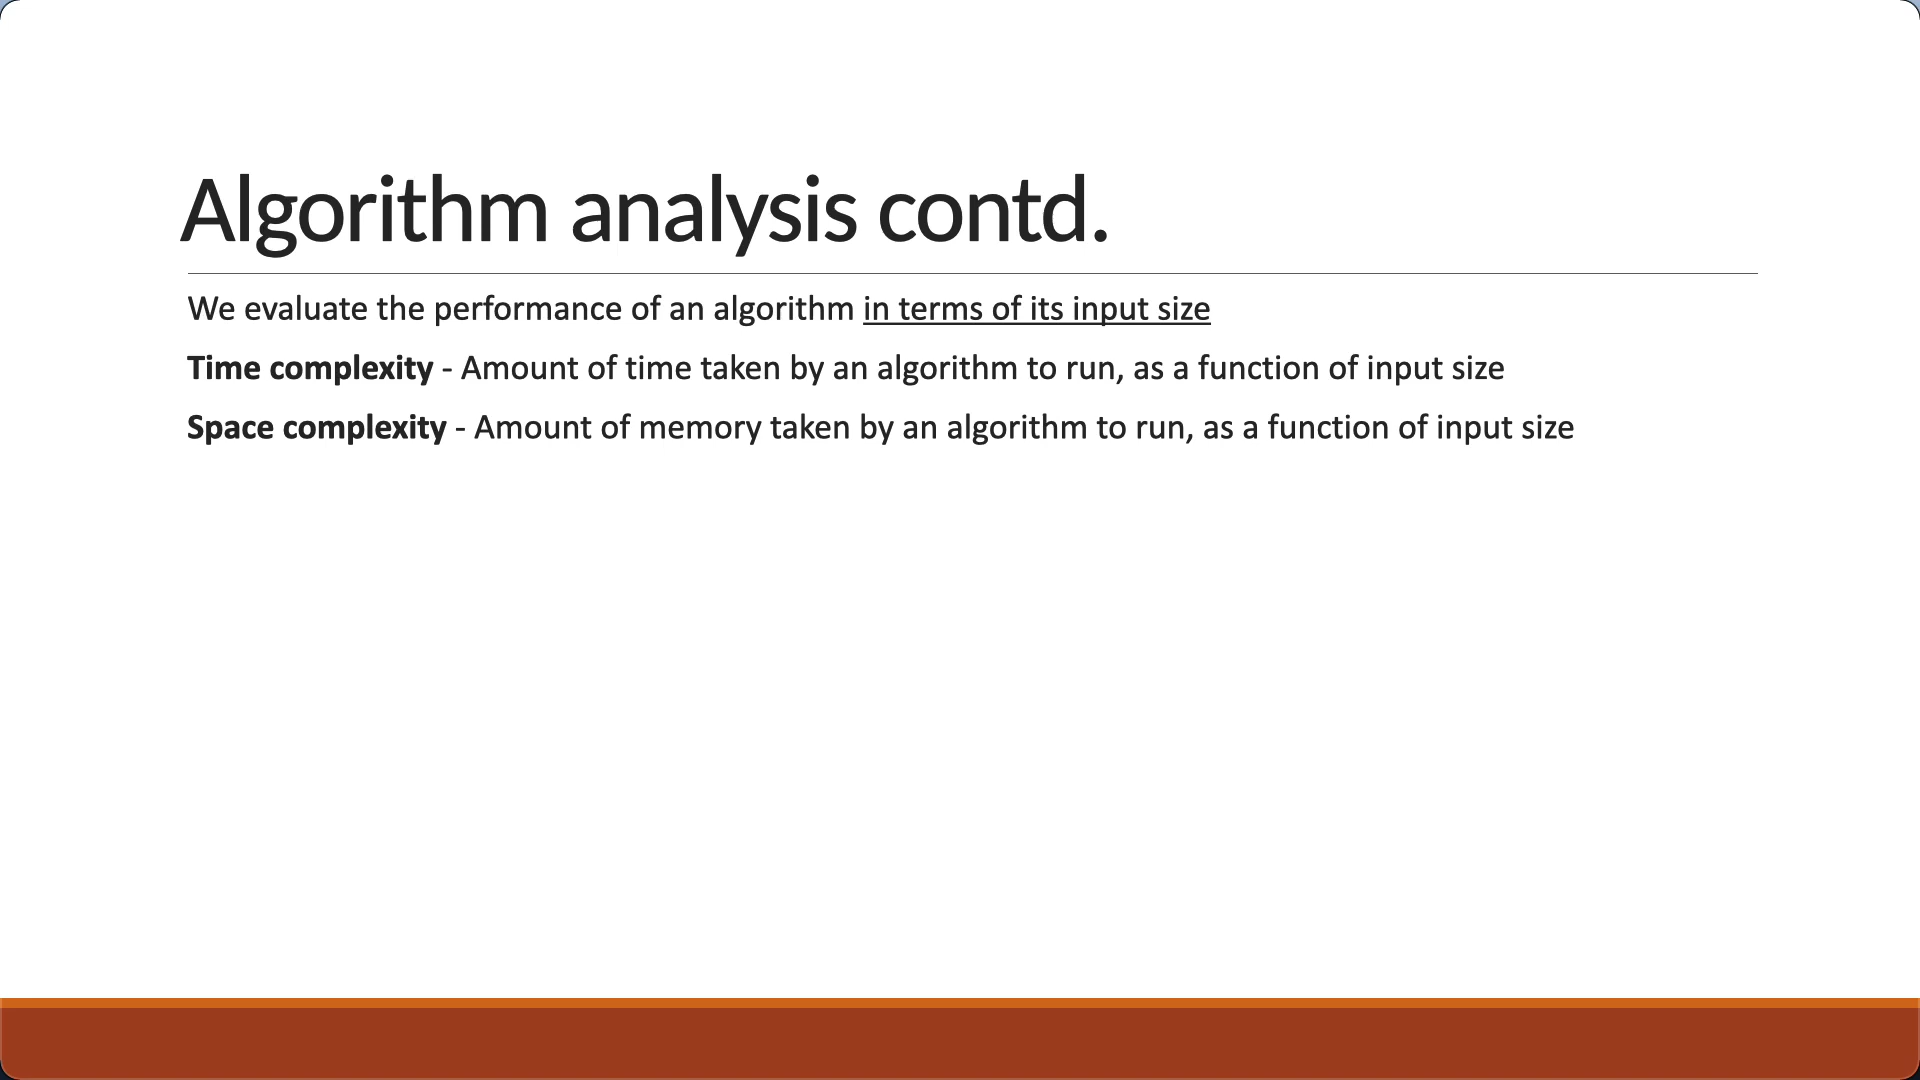 Algorithm analysis contd.
We evaluate the performance of an algorithm in terms of its input size
Time complexity - Amount of time taken by an algorithm to run, as a function of input size
Space complexity - Amount of memory taken by an algorithm to run, as a function of input size